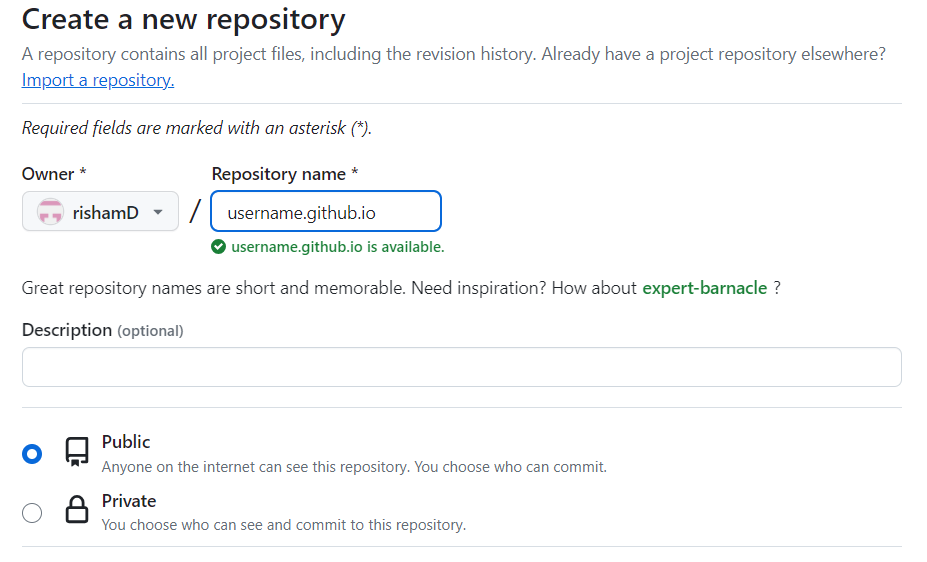 Create a new repository
A repository contains all project files, including the revision history. Already have a project repository elsewhere?
Import a repository.
Required fields are marked with an asterisk (*).
Owner * Repository name *
rishamD / username.github.io
username.github.io is available.
Great repository names are short and memorable. Need inspiration? How about expert-barnacle ?
Description (optional)
Public
Anyone on the internet can see this repository. You choose who can commit.
Private
You choose who can see and commit to this repository.